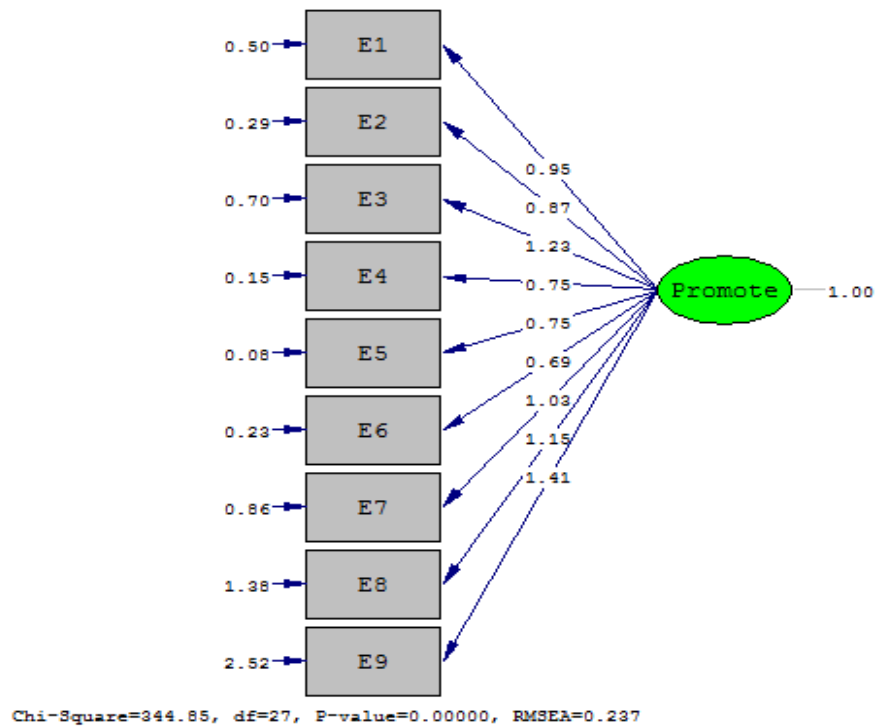 0.50 E1
0.29 E2
0.70 E3
0.15 E4
0.08 E5
0.23 E6
0.86 E7
1.38 E8
2.52 E9
0.95
0.87
1.23
0.75
0.75
0.69
1.03
1.15
1.41
Promote 1.00
Chi-Square=344.85, df=27, P-value=0.00000, RMSEA=0.237